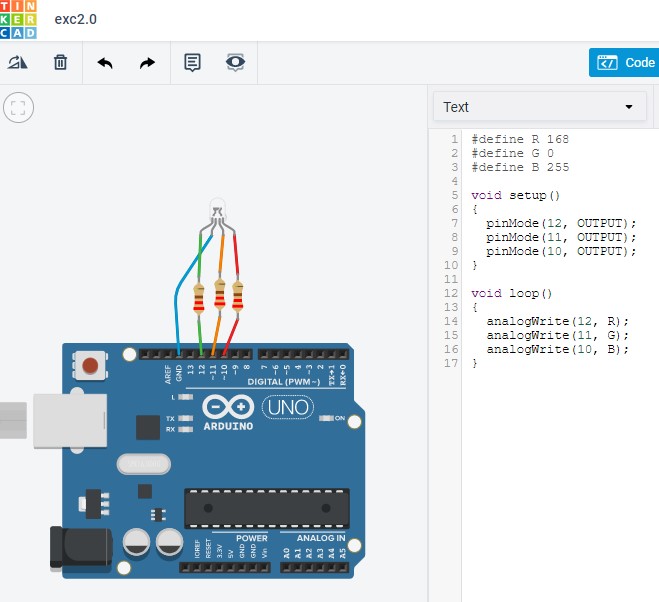 TIN
KER
CAD
exc2.0
Code
Text
1 #define R 168
2 #define G 0
3 #define B 255
4
5 void setup()
6 {
7 pinMode(12, OUTPUT);
8 pinMode(11, OUTPUT);
9 pinMode(10, OUTPUT);
10 }
11
12 void loop()
13 {
14 analogWrite(12, R);
15 analogWrite(11, G);
16 analogWrite(10, B);
17 }
AREF GND 13 12 ~11 ~10 ~9 8 7 ~6 ~5 4 ~3 2 TX→1 RX←0
DIGITAL (PWM~)
L
TX
RX
ARDUINO
UNO
ON
POWER
ANALOG IN
IOREF RESET 3.3V 5V GND GND Vin A0 A1 A2 A3 A4 A5